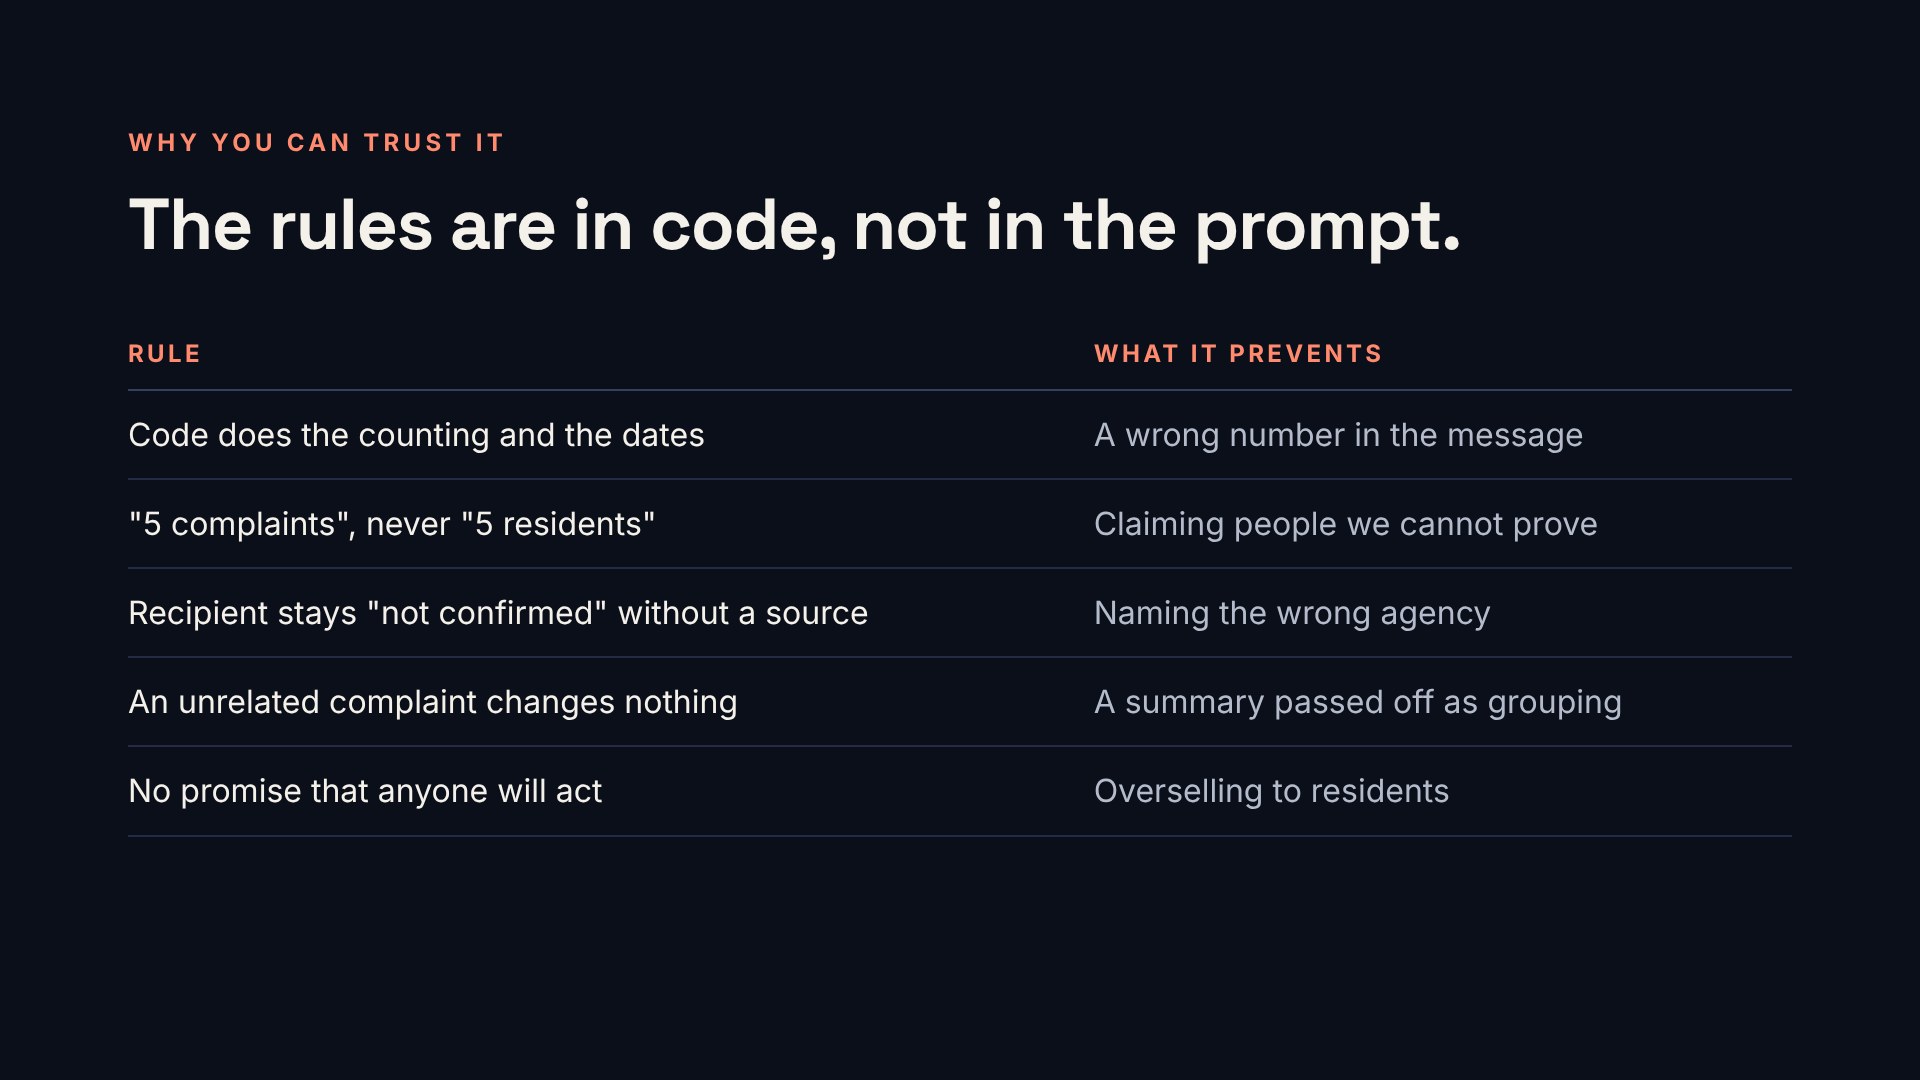 WHY YOU CAN TRUST IT
The rules are in code, not in the prompt.
RULE
WHAT IT PREVENTS
Code does the counting and the dates
A wrong number in the message
"5 complaints", never "5 residents"
Claiming people we cannot prove
Recipient stays "not confirmed" without a source
Naming the wrong agency
An unrelated complaint changes nothing
A summary passed off as grouping
No promise that anyone will act
Overselling to residents